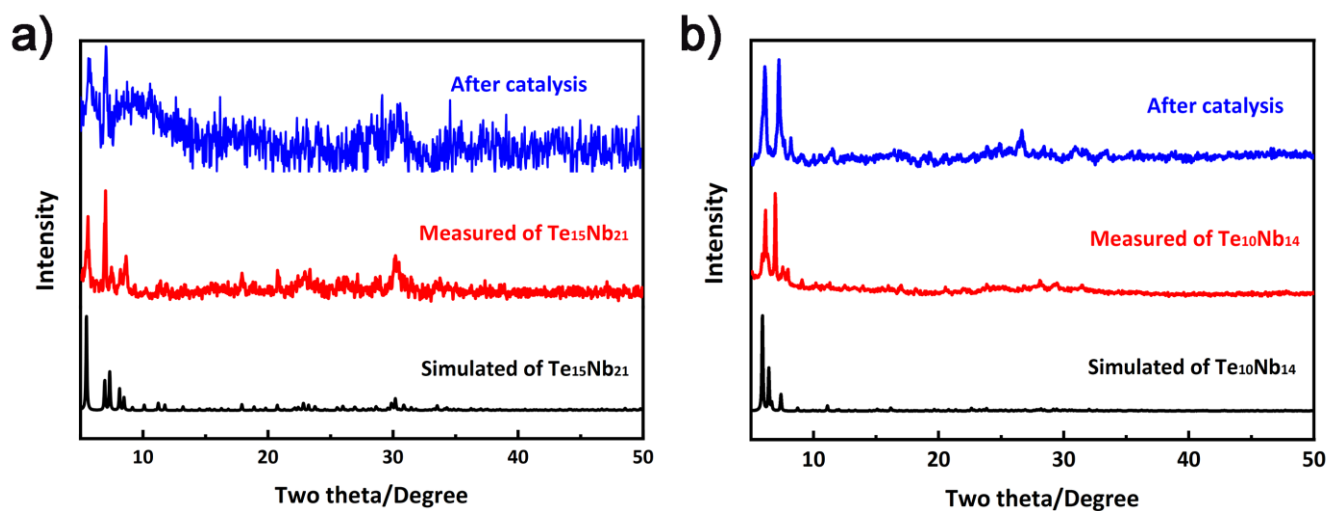 a)
After catalysis
Measured of Te₁₅Nb₂₁
Simulated of Te₁₅Nb₂₁
Intensity
10 20 30 40 50
Two theta/Degree
b)
After catalysis
Measured of Te₁₀Nb₁₄
Simulated of Te₁₀Nb₁₄
Intensity
10 20 30 40 50
Two theta/Degree